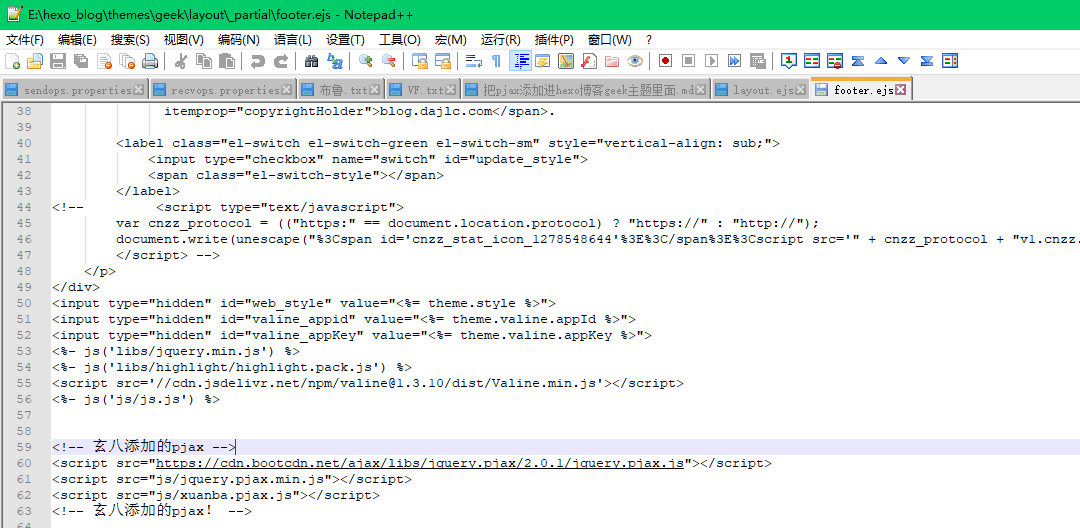 E:\hexo_blog\themes\geek\layout\_partial\footer.ejs - Notepad++
文件(F) 编辑(E) 搜索(S) 视图(V) 编码(N) 语言(L) 设置(T) 工具(O) 宏(M) 运行(R) 插件(P) 窗口(W) ?
sendops.properties recvops.properties 布鲁.txt VF.txt 把pjax添加进hexo博客geek主题里面.md layout.ejs footer.ejs
38 itemprop="copyrightHolder">blog.dajlc.com</span>.
39
40 <label class="el-switch el-switch-green el-switch-sm" style="vertical-align: sub;">
41 <input type="checkbox" name="switch" id="update_style">
42 <span class="el-switch-style"></span>
43 </label>
44 <!-- <script type="text/javascript">
45 var cnzz_protocol = (("https:" == document.location.protocol) ? "https://" : "http://");
46 document.write(unescape("%3Cspan id='cnzz_stat_icon_1278548644'%3E%3C/span%3E%3Cscript src='" + cnzz_protocol + "v1.cnzz.
47 </script> -->
48 </p>
49 </div>
50 <input type="hidden" id="web_style" value="<%= theme.style %>">
51 <input type="hidden" id="valine_appid" value="<%= theme.valine.appId %>">
52 <input type="hidden" id="valine_appKey" value="<%= theme.valine.appKey %>">
53 <%- js('libs/jquery.min.js') %>
54 <%- js('libs/highlight/highlight.pack.js') %>
55 <script src='//cdn.jsdelivr.net/npm/valine@1.3.10/dist/Valine.min.js'></script>
56 <%- js('js/js.js') %>
57
58
59 <!-- 玄八添加的pjax -->
60 <script src="https://cdn.bootcdn.net/ajax/libs/jquery.pjax/2.0.1/jquery.pjax.js"></script>
61 <script src="js/jquery.pjax.min.js"></script>
62 <script src="js/xuanba.pjax.js"></script>
63 <!-- 玄八添加的pjax! -->
64